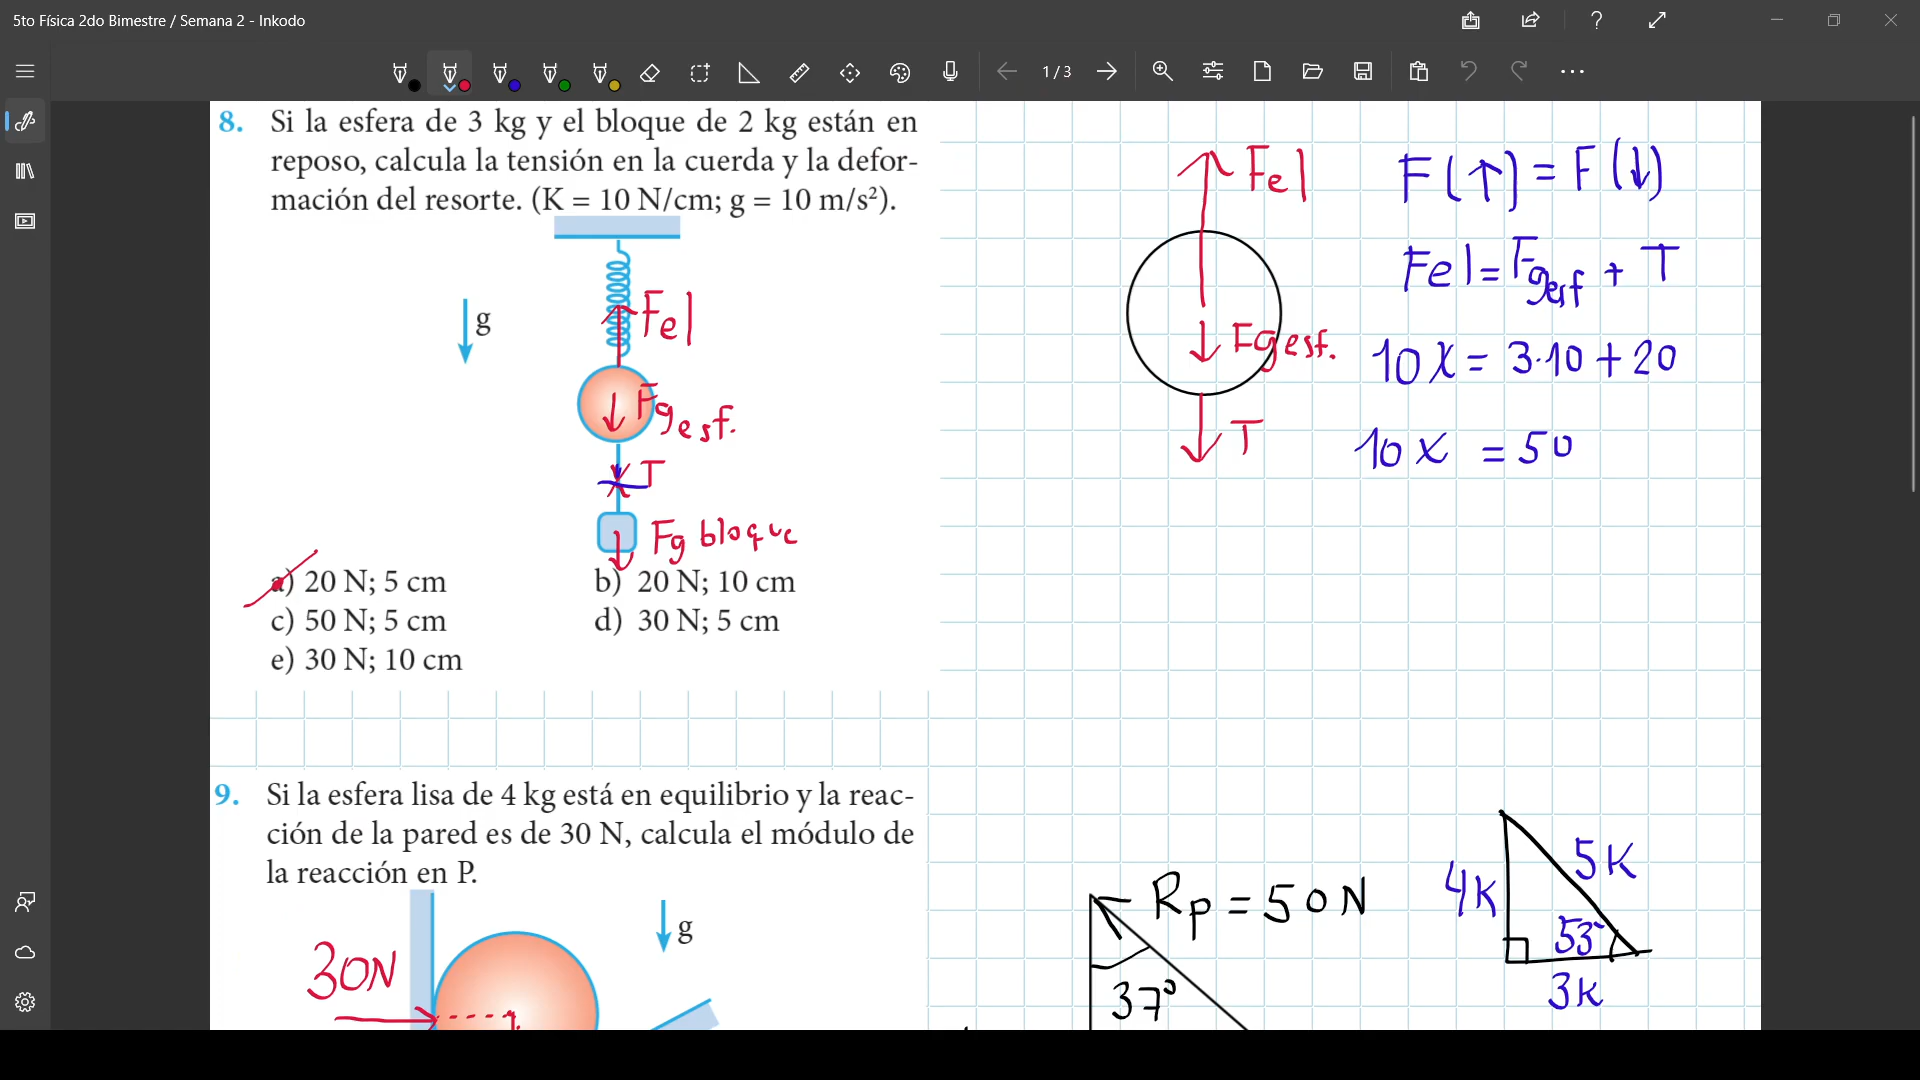 5to Física 2do Bimestre / Semana 2 - Inkodo
1 / 3
8. Si la esfera de 3 kg y el bloque de 2 kg están en
reposo, calcula la tensión en la cuerda y la defor-
mación del resorte. (K = 10 N/cm; g = 10 m/s²).
g
Fel
Fg esf.
T
Fg bloque
a) 20 N; 5 cm
b) 20 N; 10 cm
c) 50 N; 5 cm
d) 30 N; 5 cm
e) 30 N; 10 cm
Fel
Fg esf.
T
F(↑) = F(↓)
Fel = Fg esf + T
10x = 3·10 + 20
10x = 50
9. Si la esfera lisa de 4 kg está en equilibrio y la reac-
ción de la pared es de 30 N, calcula el módulo de
la reacción en P.
g
30N
Rp = 50N
37°
4K
5K
53°
3K